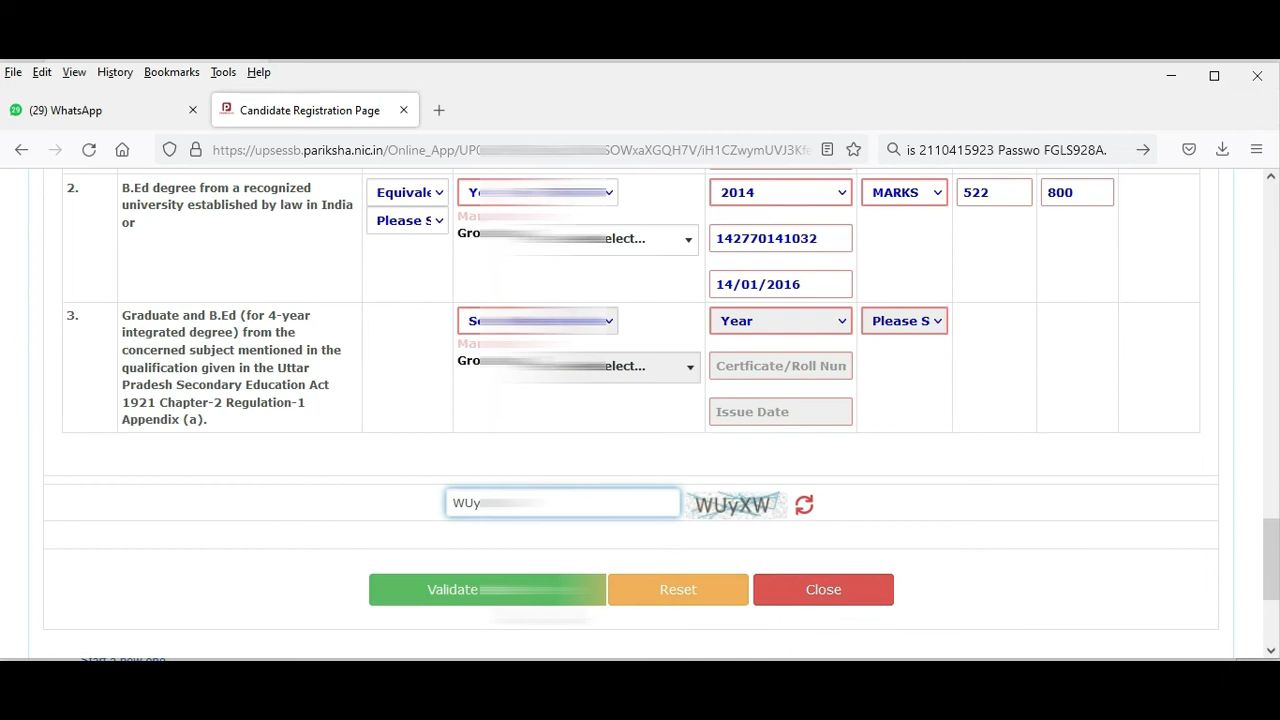 File Edit View History Bookmarks Tools Help
(29) WhatsApp
Candidate Registration Page
https://upsessb.pariksha.nic.in/Online_App/UP
is 2110415923 Passwo FGLS928A.
2. B.Ed degree from a recognized university established by law in India or
Equivale
Please S
2014 MARKS 522 800
142770141032
14/01/2016
3. Graduate and B.Ed (for 4-year
integrated degree) from the
concerned subject mentioned in the
qualification given in the Uttar
Pradesh Secondary Education Act
1921 Chapter-2 Regulation-1
Appendix (a).
Year Please S
Certficate/Roll Num
Issue Date
WUy WUyXW
Validate Reset Close